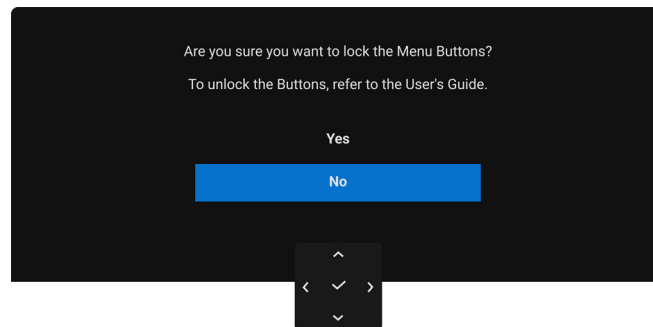 Are you sure you want to lock the Menu Buttons?
To unlock the Buttons, refer to the User's Guide.
Yes
No